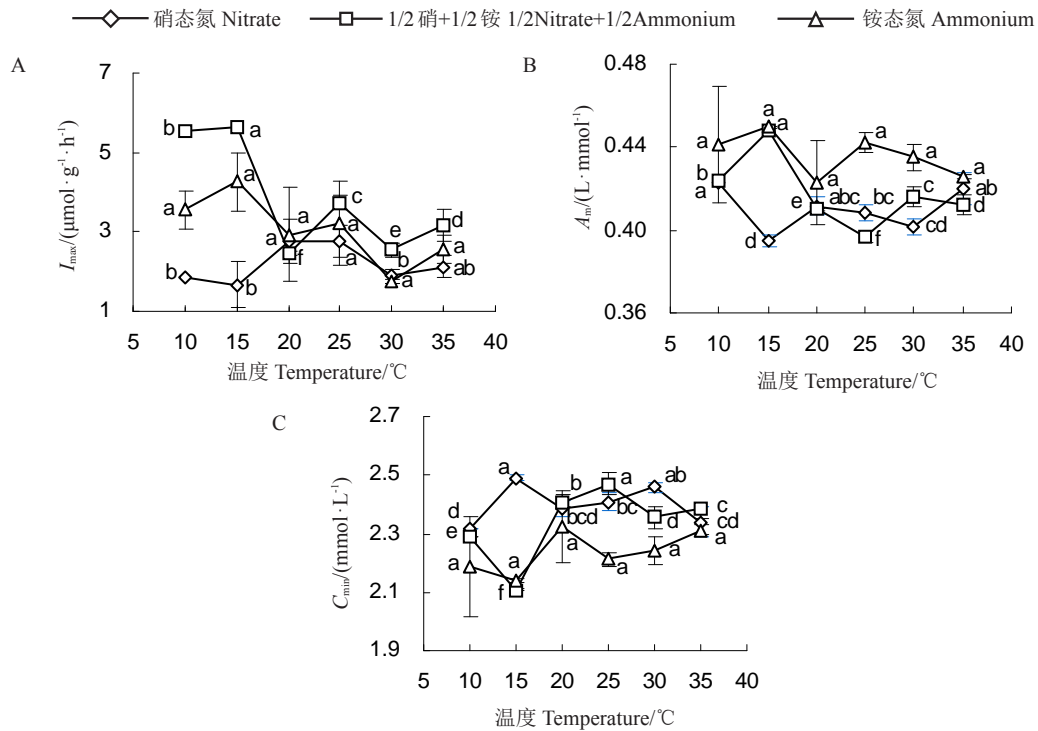 硝态氮 Nitrate 1/2 硝+1/2 铵 1/2Nitrate+1/2Ammonium 铵态氮 Ammonium
A
7
5
3
1
I max/(μmol·g⁻¹·h⁻¹)
b a
a a
b b
a a f
c a a
e b a
d a ab
5 10 15 20 25 30 35 40
温度 Temperature/℃
B
0.48
0.44
0.40
0.36
A m/(L·mmol⁻¹)
a b a
a a d
a e abc
a bc f
a c cd
a ab d
5 10 15 20 25 30 35 40
温度 Temperature/℃
C
2.7
2.5
2.3
2.1
1.9
C min/(mmol·L⁻¹)
d e a
a a f
b bcd a
a bc a
ab d a
c cd a
5 10 15 20 25 30 35 40
温度 Temperature/℃